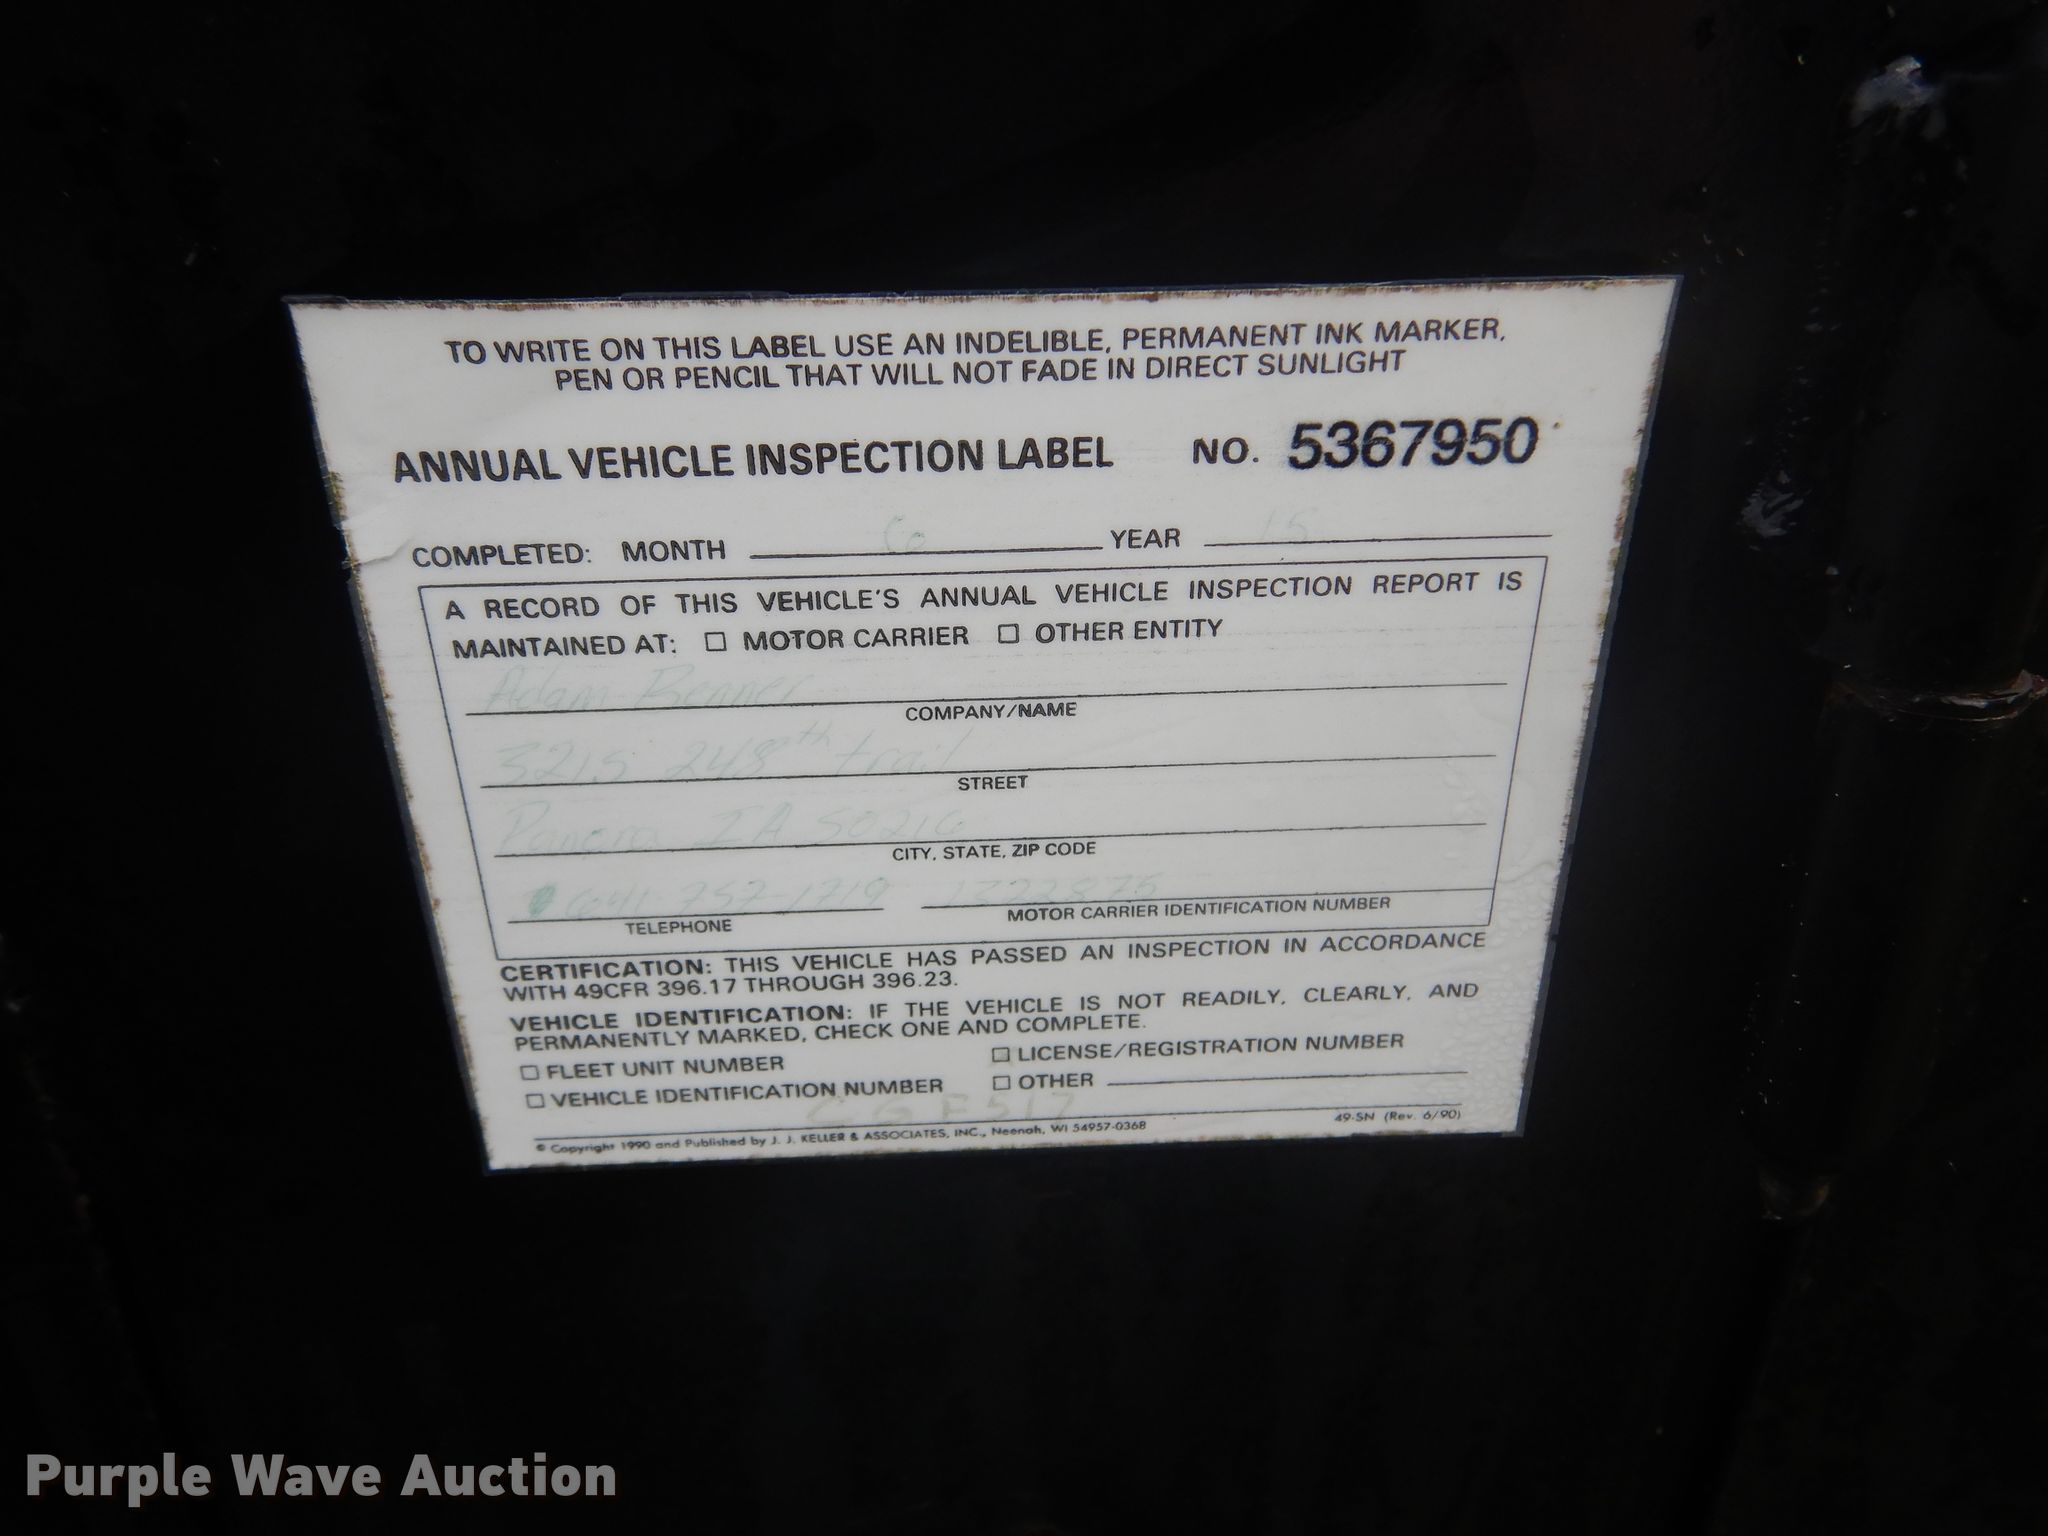 TO WRITE ON THIS LABEL USE AN INDELIBLE, PERMANENT INK MARKER,
PEN OR PENCIL THAT WILL NOT FADE IN DIRECT SUNLIGHT
ANNUAL VEHICLE INSPECTION LABEL NO. 5367950
COMPLETED: MONTH 6 YEAR 15
A RECORD OF THIS VEHICLE'S ANNUAL VEHICLE INSPECTION REPORT IS
MAINTAINED AT: ☐ MOTOR CARRIER ☐ OTHER ENTITY
Adam Benner
COMPANY/NAME
3215 248th trail
STREET
Panora IA 50216
CITY, STATE, ZIP CODE
641-757-1719 1322875
TELEPHONE MOTOR CARRIER IDENTIFICATION NUMBER
CERTIFICATION: THIS VEHICLE HAS PASSED AN INSPECTION IN ACCORDANCE
WITH 49CFR 396.17 THROUGH 396.23.
VEHICLE IDENTIFICATION: IF THE VEHICLE IS NOT READILY, CLEARLY, AND
PERMANENTLY MARKED, CHECK ONE AND COMPLETE.
☐ FLEET UNIT NUMBER ☐ LICENSE/REGISTRATION NUMBER
☐ VEHICLE IDENTIFICATION NUMBER ☐ OTHER
© Copyright 1990 and Published by J. J. KELLER & ASSOCIATES, INC., Neenah, WI 54957-0368 49-SN (Rev. 6/90)
Purple Wave Auction